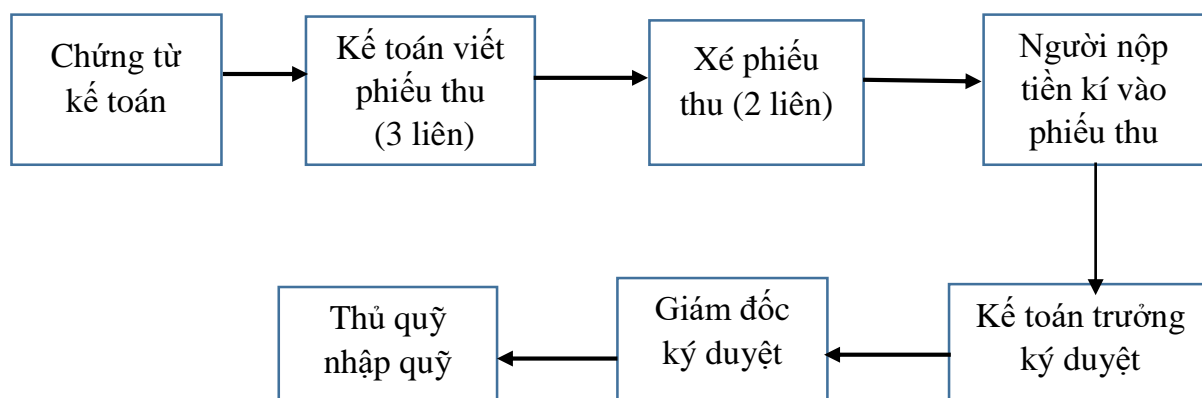 Chứng từ
kế toán
Kế toán viết
phiếu thu
(3 liên)
Xé phiếu
thu (2 liên)
Người nộp
tiền kí vào
phiếu thu
Kế toán trưởng
ký duyệt
Giám đốc
ký duyệt
Thủ quỹ
nhập quỹ